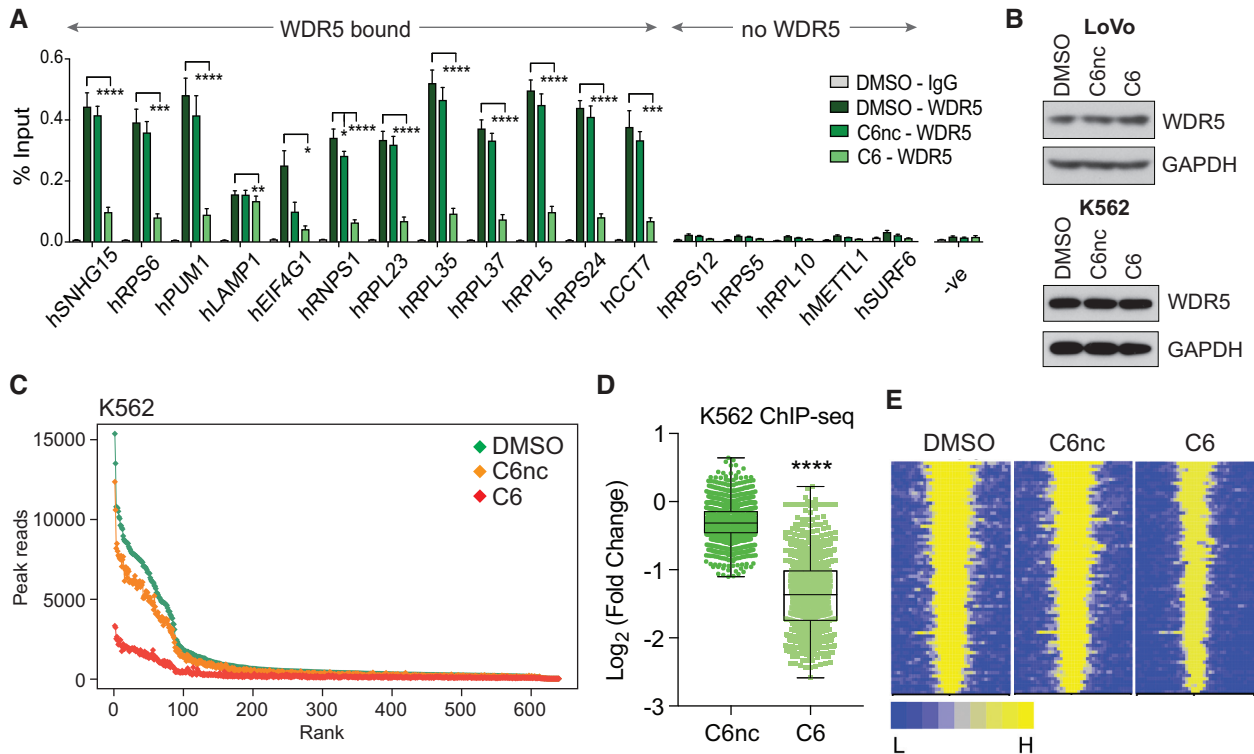 A
WDR5 bound
no WDR5
% Input
0.6
0.4
0.2
0.0
****
***
****
**
*
*
****
****
****
****
****
****
***
DMSO - IgG
DMSO - WDR5
C6nc - WDR5
C6 - WDR5
hSNHG15
hRPS6
hPUM1
hLAMP1
hEIF4G1
hRNPS1
hRPL23
hRPL35
hRPL37
hRPL5
hRPS24
hCCT7
hRPS12
hRPS5
hRPL10
hMETTL1
hSURF6
-ve
B
LoVo
DMSO
C6nc
C6
WDR5
GAPDH
K562
DMSO
C6nc
C6
WDR5
GAPDH
C
K562
Peak reads
15000
10000
5000
0
DMSO
C6nc
C6
0 100 200 300 400 500 600
Rank
D
K562 ChIP-seq
Log2 (Fold Change)
1
0
-1
-2
-3
****
C6nc
C6
E
DMSO
C6nc
C6
L
H